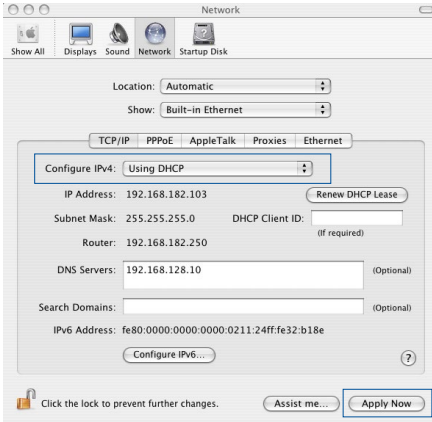 Network
Show All Displays Sound Network Startup Disk
Location: Automatic
Show: Built-in Ethernet
TCP/IP PPPoE AppleTalk Proxies Ethernet
Configure IPv4: Using DHCP
IP Address: 192.168.182.103 Renew DHCP Lease
Subnet Mask: 255.255.255.0 DHCP Client ID:
(If required)
Router: 192.168.182.250
DNS Servers: 192.168.128.10 (Optional)
Search Domains: (Optional)
IPv6 Address: fe80:0000:0000:0000:0211:24ff:fe32:b18e
Configure IPv6... ?
Click the lock to prevent further changes. Assist me... Apply Now